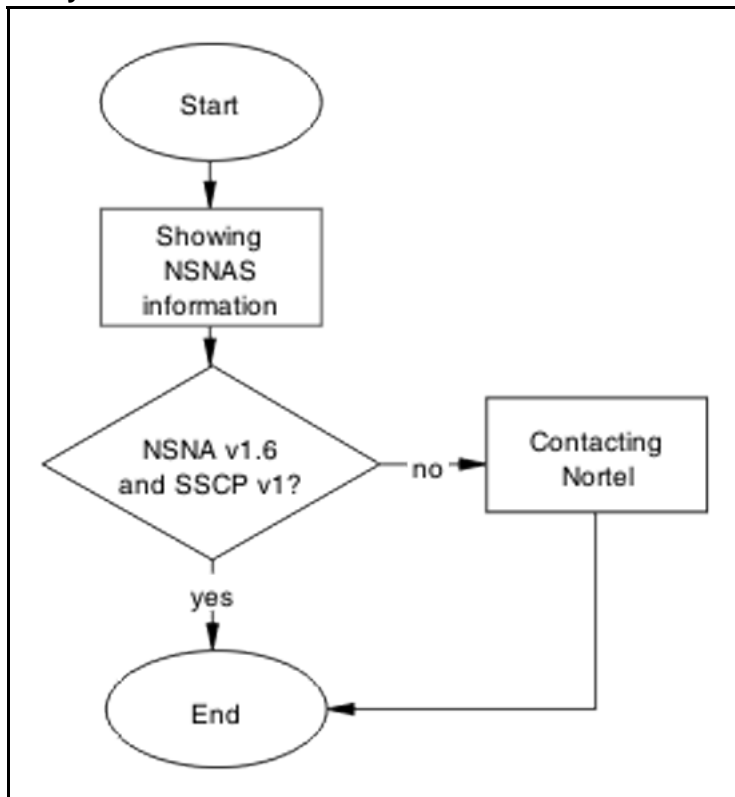 Start
Showing
NSNAS
information
NSNA v1.6
and SSCP v1?
no
Contacting
Nortel
yes
End